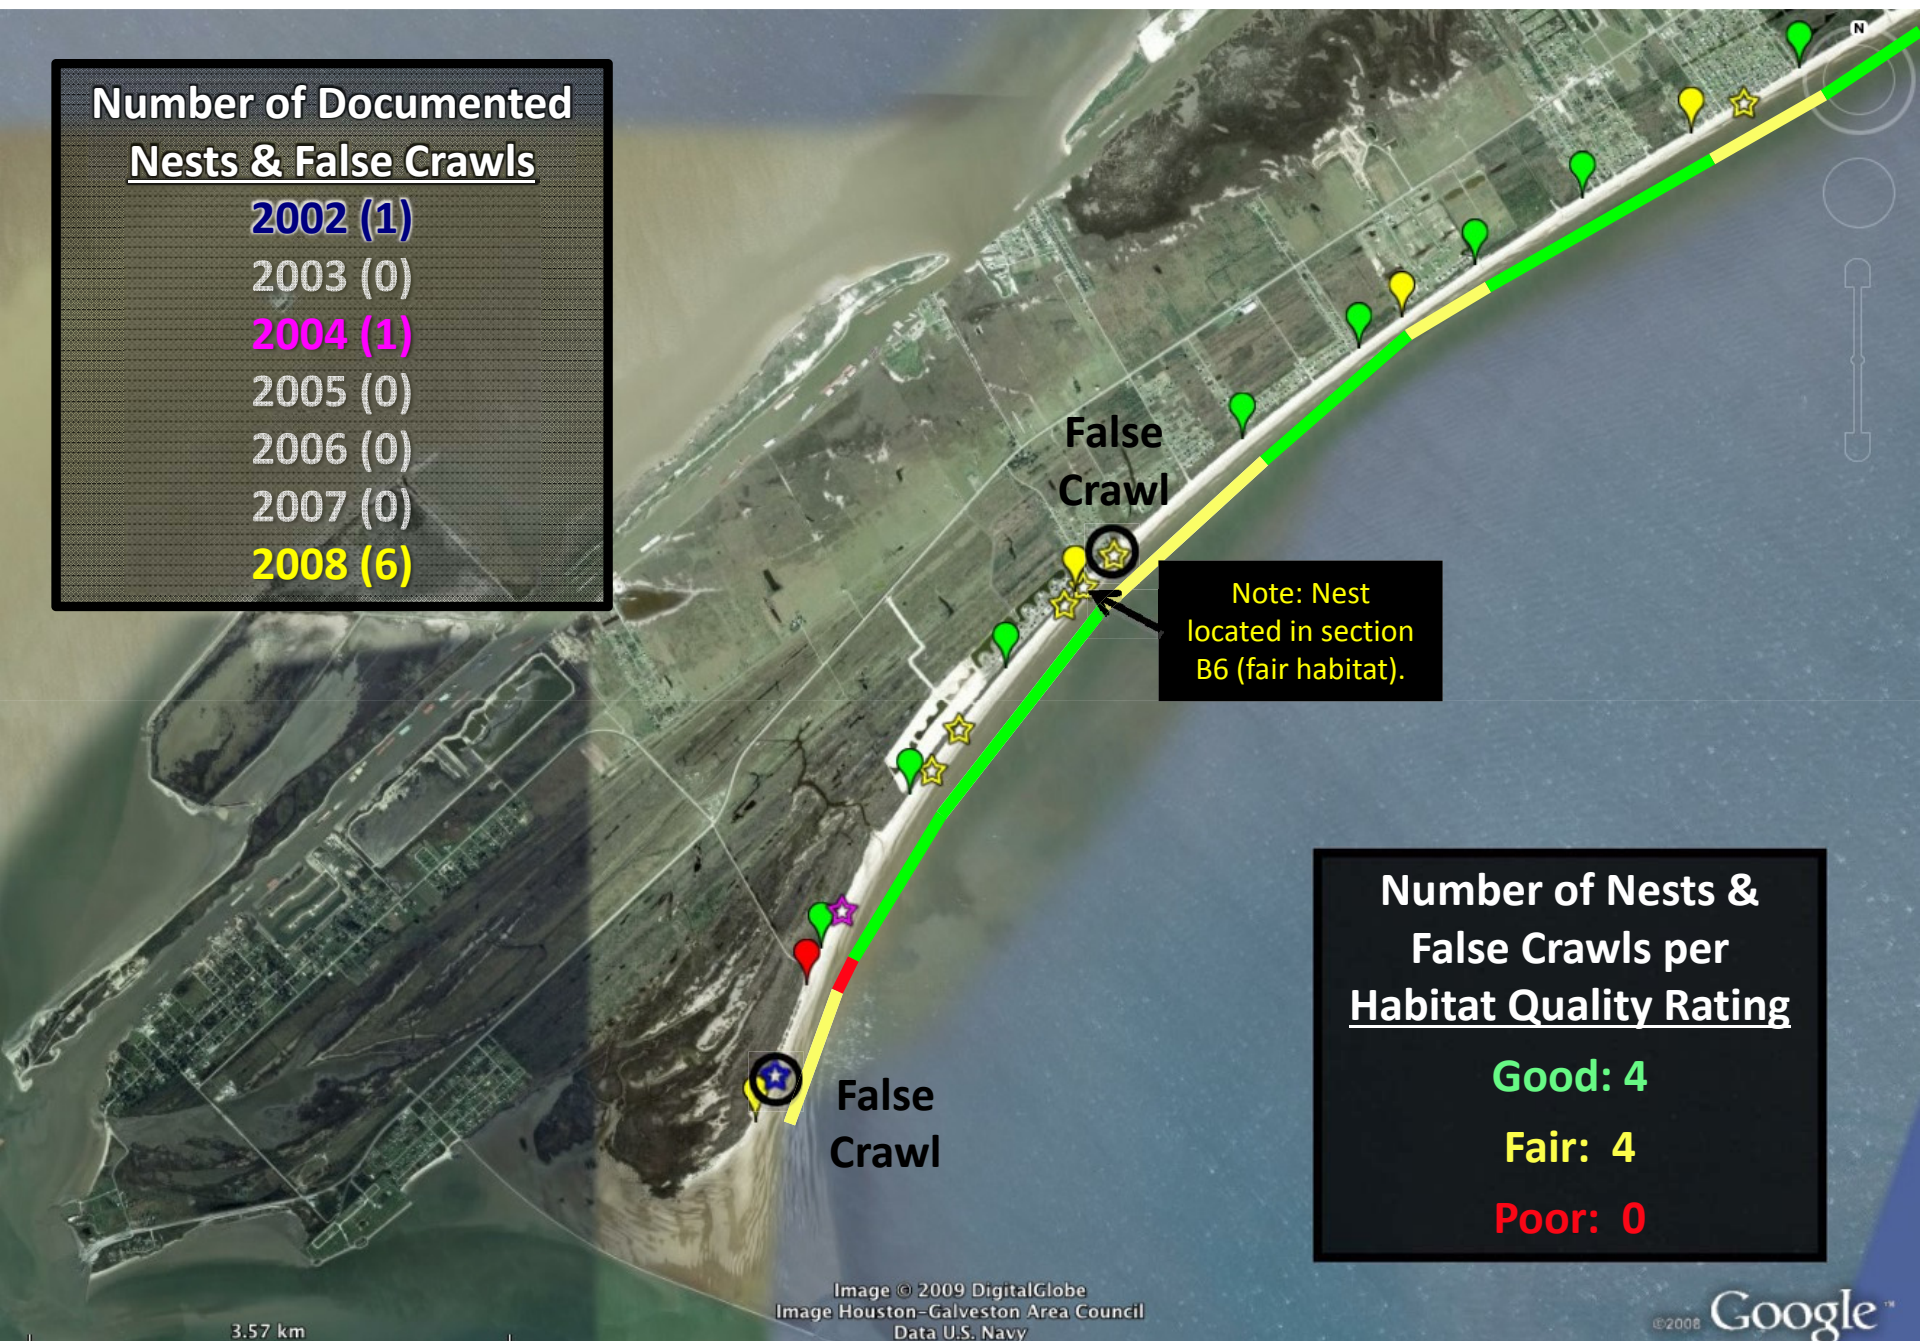 N
Number of Documented
Nests & False Crawls
2002 (1)
2003 (0)
2004 (1)
2005 (0)
2006 (0)
2007 (0)
2008 (6)
False
Crawl
Note: Nest
located in section
B6 (fair habitat).
Number of Nests &
False Crawls per
Habitat Quality Rating
Good: 4
Fair: 4
Poor: 0
False
Crawl
Image © 2009 DigitalGlobe
Image Houston-Galveston Area Council
Data U.S. Navy
3.57 km
©2008 Google™